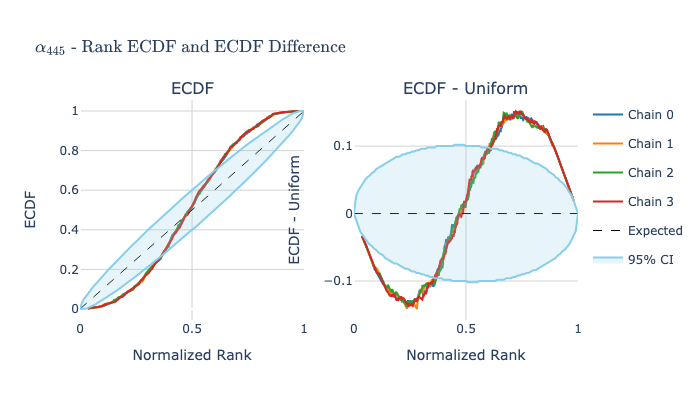 α445 - Rank ECDF and ECDF Difference
ECDF
ECDF - Uniform
1
0.8
0.6
0.4
0.2
0
0
0.5
1
ECDF
Normalized Rank
0.1
0
−0.1
0
0.5
1
ECDF - Uniform
Normalized Rank
Chain 0
Chain 1
Chain 2
Chain 3
Expected
95% CI